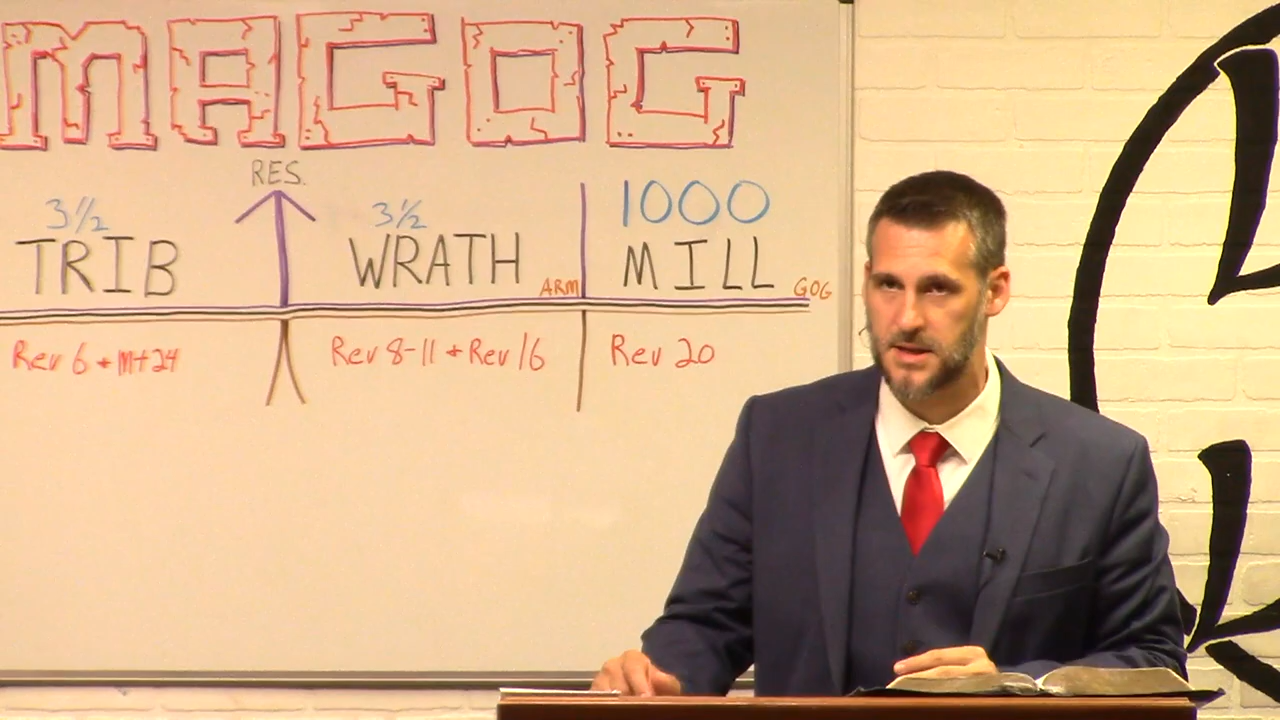 MAGOG
RES.
3½ 3½ 1000
TRIB WRATH MILL
ARM GOG
Rev 6 + Mt 24 Rev 8-11 + Rev 16 Rev 20